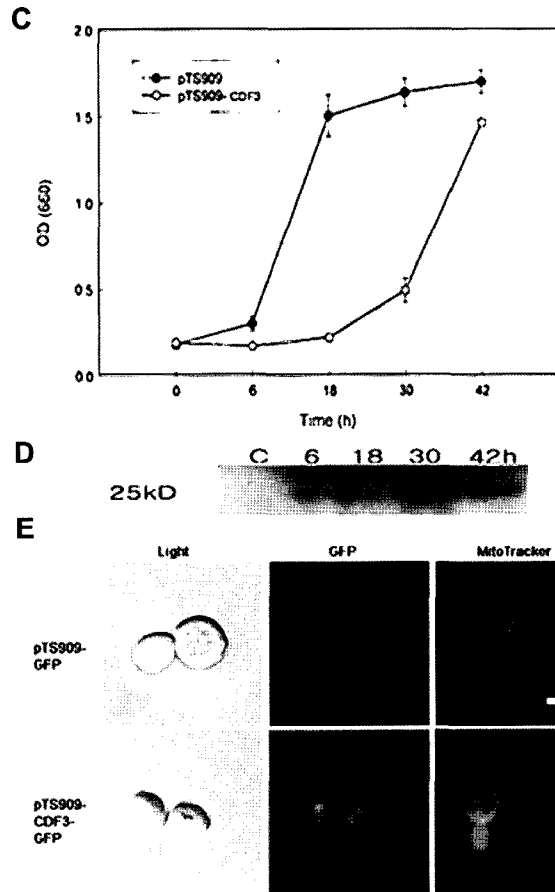 C
2.0
1.5
1.0
0.5
0.0
OD (660)
pTS909
pTS909-CDF3
0 6 18 30 42
Time (h)
D
C 6 18 30 42h
25kD
E
Light GFP MitoTracker
pTS909-
GFP
pTS909-
CDF3-
GFP